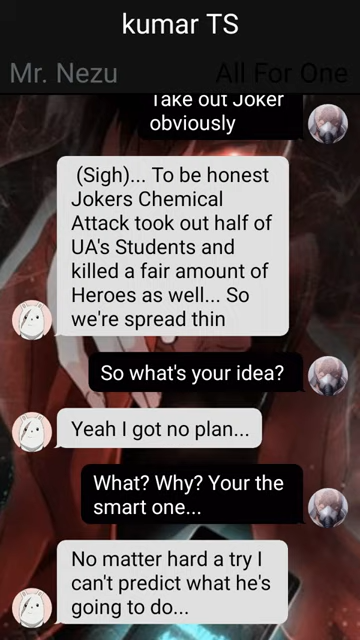 kumar TS
Mr. Nezu
All For One
Take out Joker
obviously
(Sigh)... To be honest
Jokers Chemical
Attack took out half of
UA's Students and
killed a fair amount of
Heroes as well... So
we're spread thin
So what's your idea?
Yeah I got no plan...
What? Why? Your the
smart one...
No matter hard a try I
can't predict what he's
going to do...